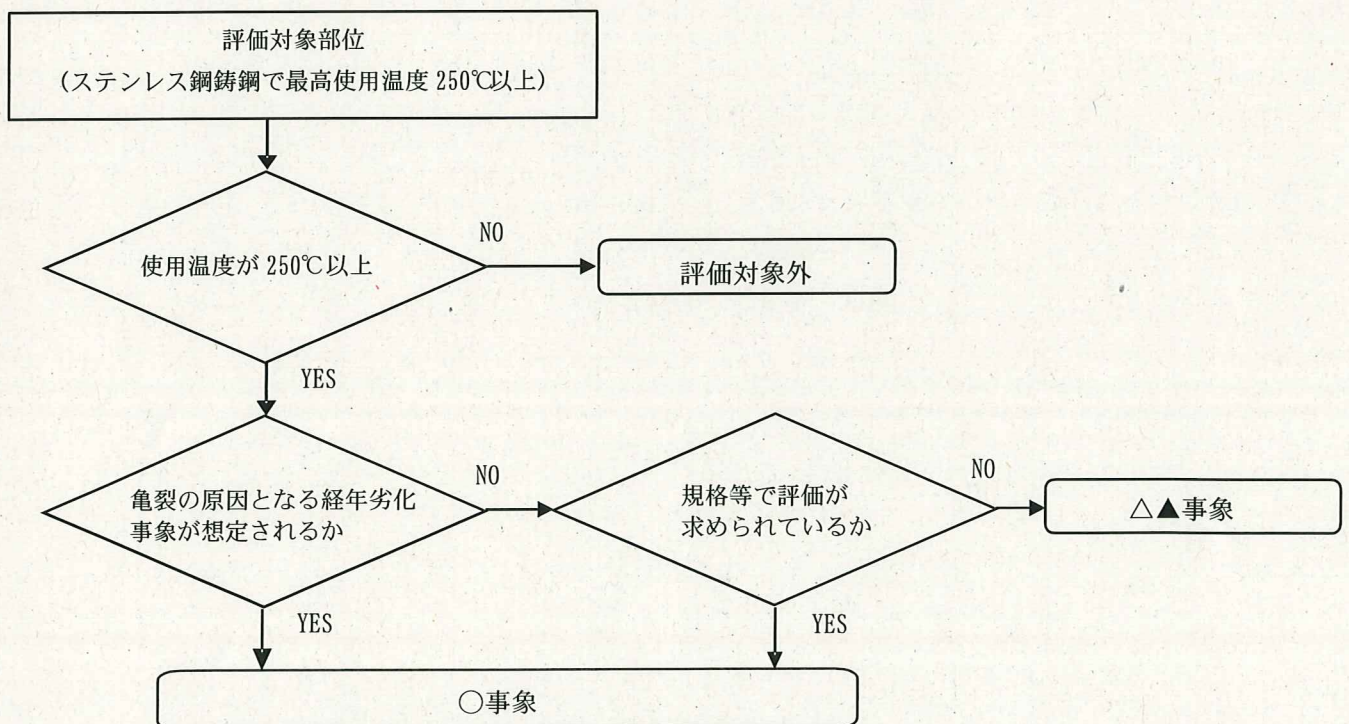 評価対象部位
(ステンレス鋼鋳鋼で最高使用温度 250℃以上)
使用温度が 250℃以上
NO
評価対象外
YES
亀裂の原因となる経年劣化
事象が想定されるか
NO
規格等で評価が
求められているか
NO
△▲事象
YES
YES
○事象